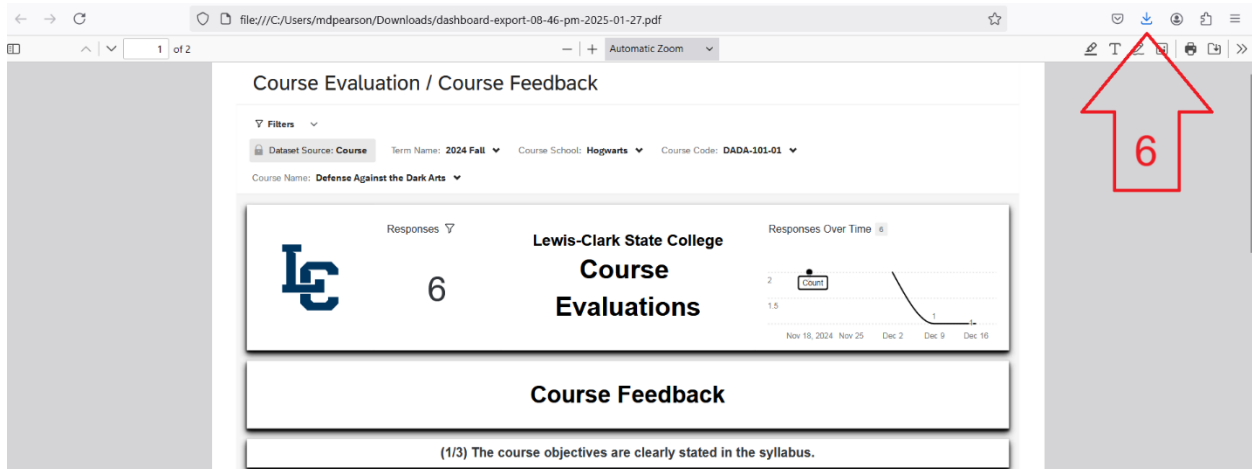 file:///C:/Users/mdpearson/Downloads/dashboard-export-08-46-pm-2025-01-27.pdf
1 of 2
Automatic Zoom
6
Course Evaluation / Course Feedback
Filters
Dataset Source: Course Term Name: 2024 Fall Course School: Hogwarts Course Code: DADA-101-01
Course Name: Defense Against the Dark Arts
LC
Responses
6
Lewis-Clark State College
Course
Evaluations
Responses Over Time 6
2
Count
1.5
1
1
Nov 18, 2024 Nov 25 Dec 2 Dec 9 Dec 16
Course Feedback
(1/3) The course objectives are clearly stated in the syllabus.